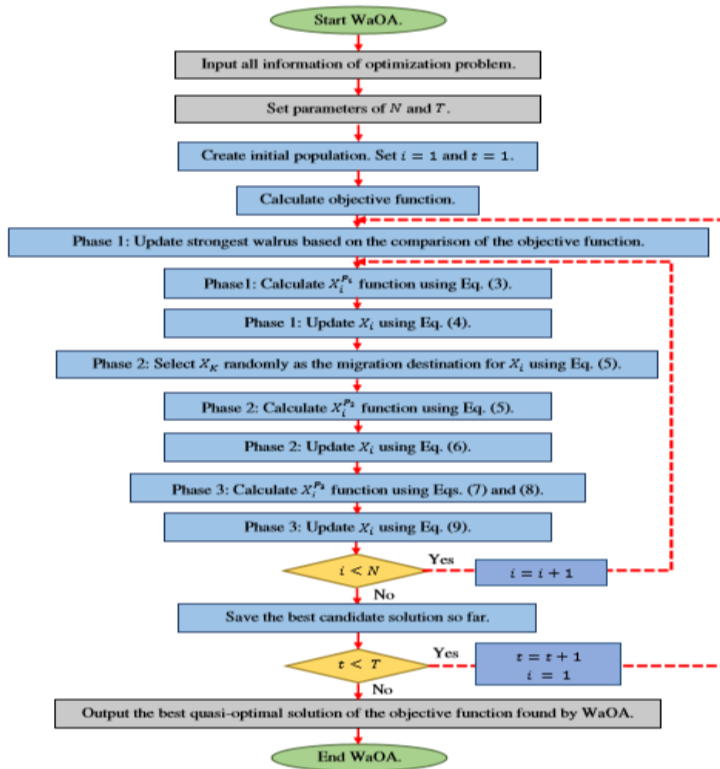 Start WaOA.
Input all information of optimization problem.
Set parameters of N and T.
Create initial population. Set i = 1 and t = 1.
Calculate objective function.
Phase 1: Update strongest walrus based on the comparison of the objective function.
Phase1: Calculate X_i^{P_1} function using Eq. (3).
Phase 1: Update X_i using Eq. (4).
Phase 2: Select X_K randomly as the migration destination for X_i using Eq. (5).
Phase 2: Calculate X_i^{P_2} function using Eq. (5).
Phase 2: Update X_i using Eq. (6).
Phase 3: Calculate X_i^{P_3} function using Eqs. (7) and (8).
Phase 3: Update X_i using Eq. (9).
i < N
Yes
i = i + 1
No
Save the best candidate solution so far.
t < T
Yes
t = t + 1
i = 1
No
Output the best quasi-optimal solution of the objective function found by WaOA.
End WaOA.